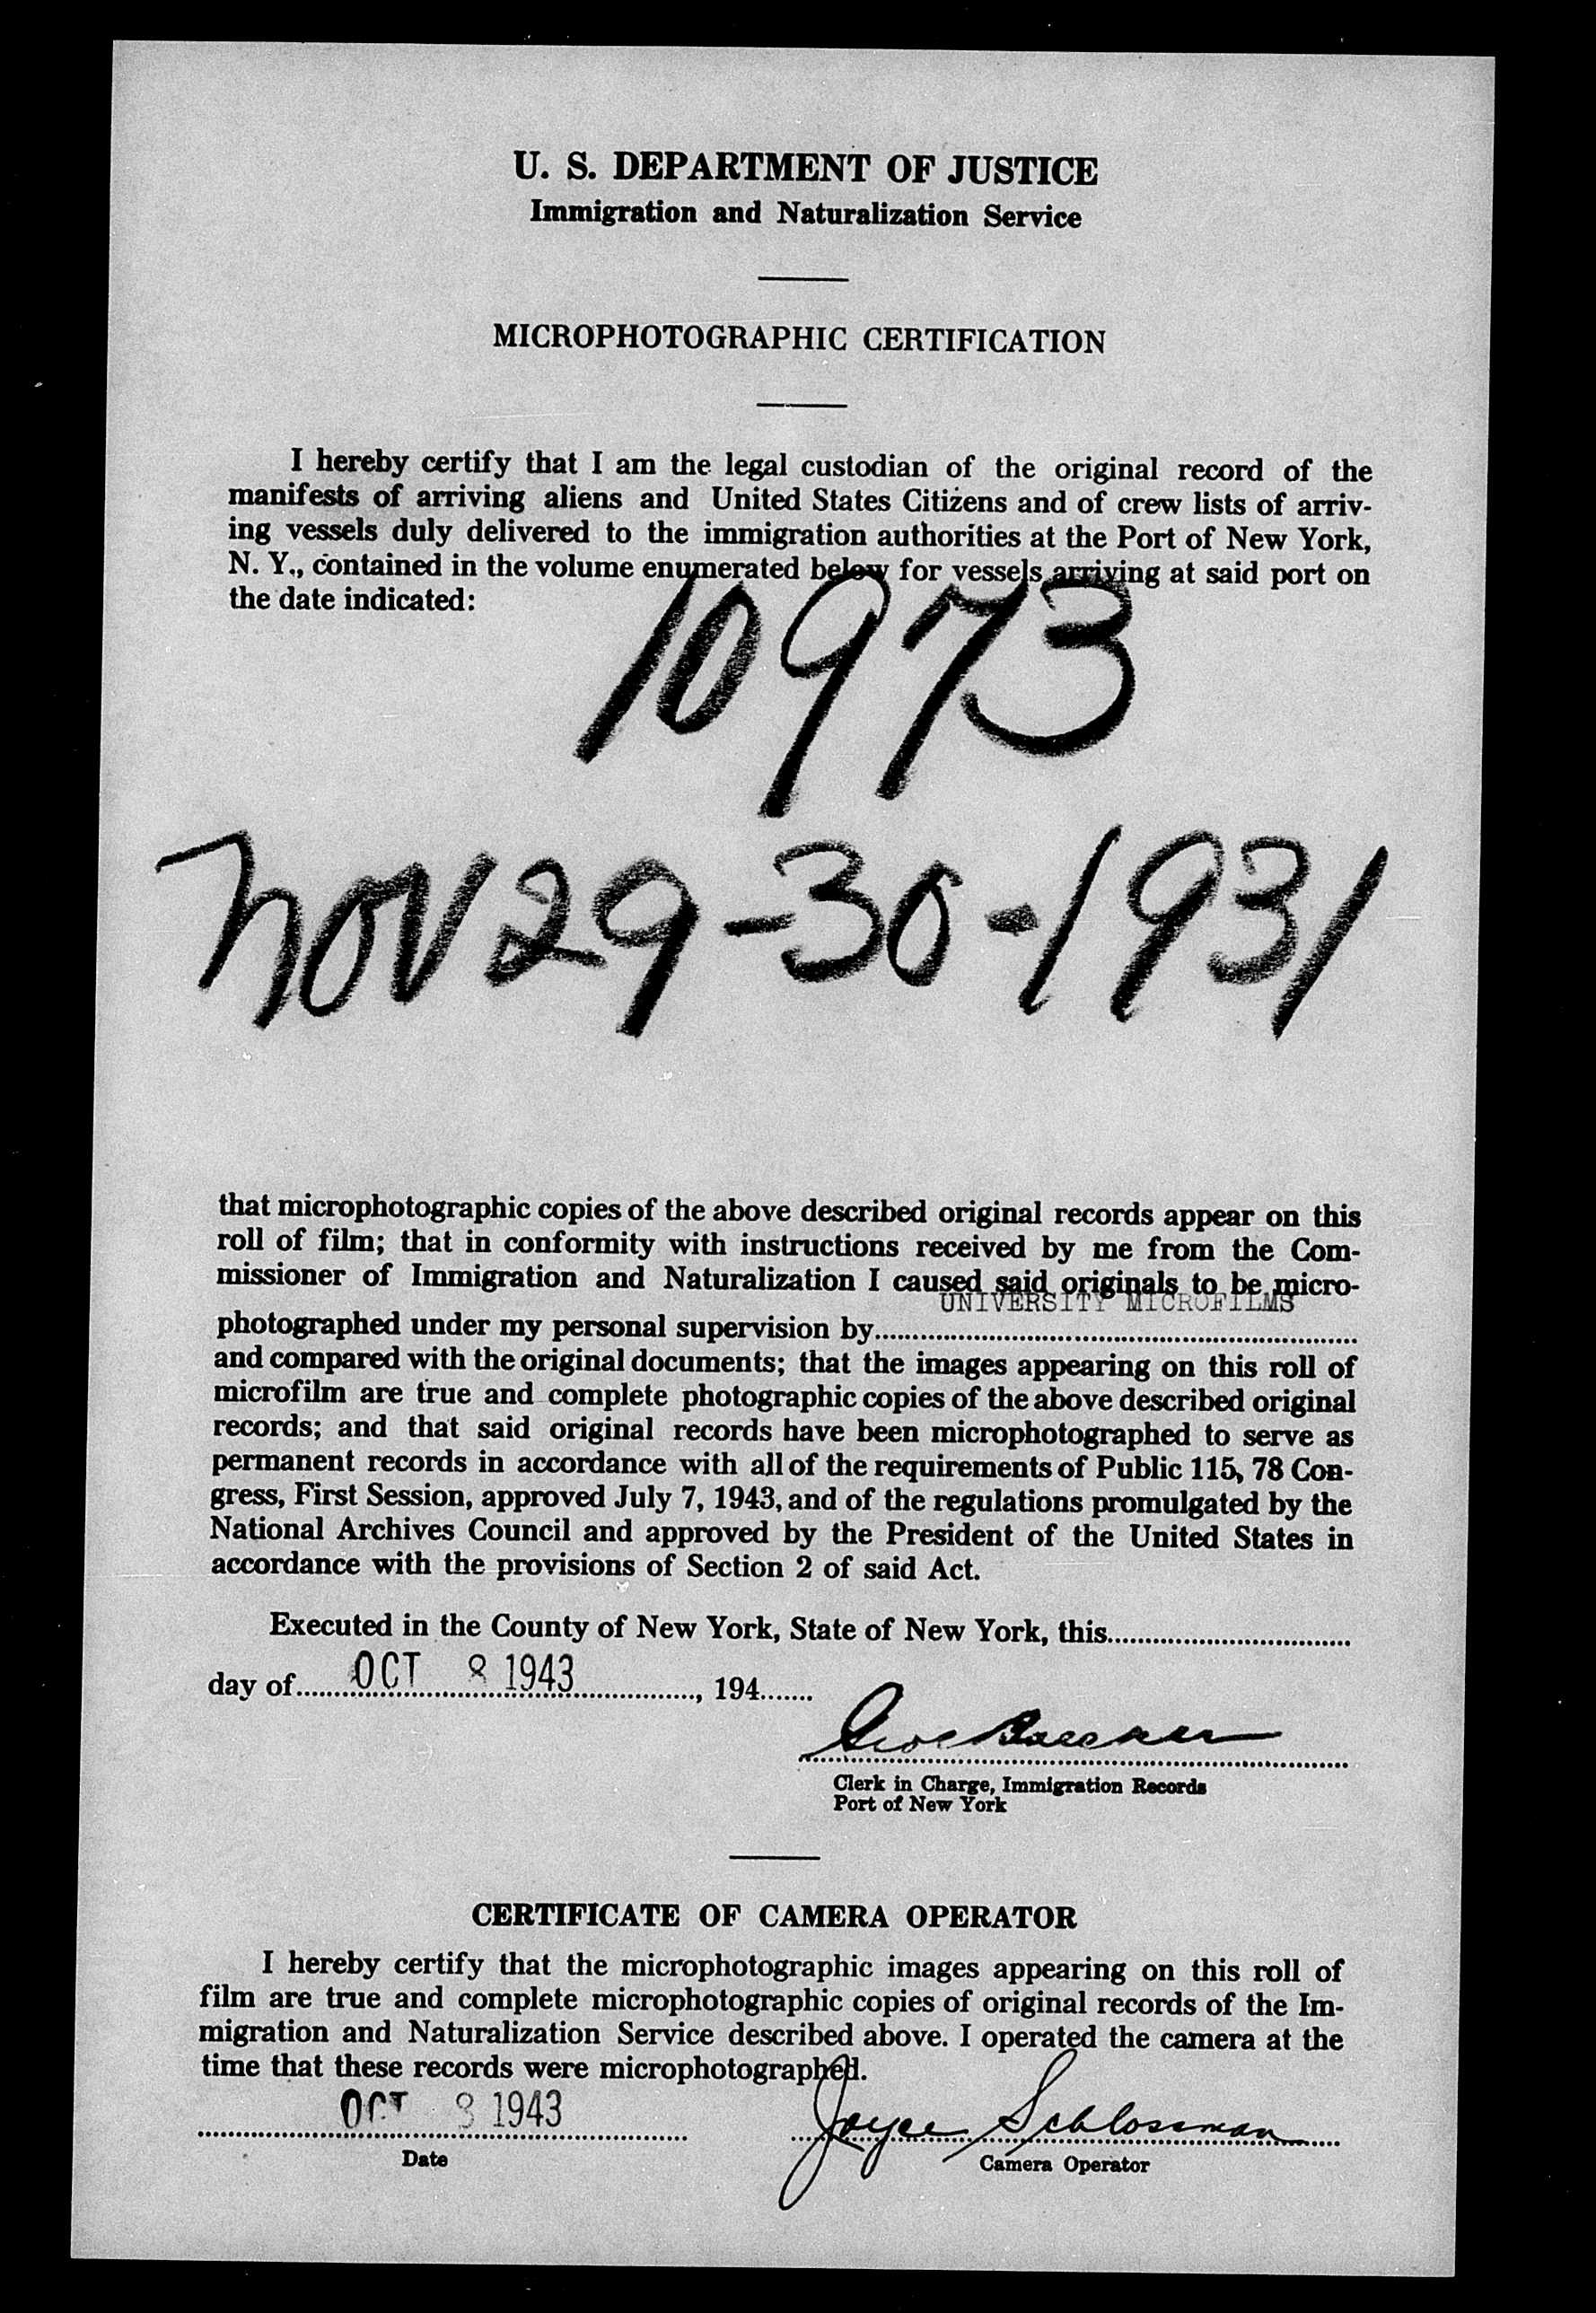 U. S. DEPARTMENT OF JUSTICE
Immigration and Naturalization Service
MICROPHOTOGRAPHIC CERTIFICATION
I hereby certify that I am the legal custodian of the original record of the
manifests of arriving aliens and United States Citizens and of crew lists of arriv-
ing vessels duly delivered to the immigration authorities at the Port of New York,
N. Y., contained in the volume enumerated below for vessels arriving at said port on
the date indicated:
10973
Nov 29-30-1931
that microphotographic copies of the above described original records appear on this
roll of film; that in conformity with instructions received by me from the Com-
missioner of Immigration and Naturalization I caused said originals to be micro-
UNIVERSITY MICROFILMS
photographed under my personal supervision by
and compared with the original documents; that the images appearing on this roll of
microfilm are true and complete photographic copies of the above described original
records; and that said original records have been microphotographed to serve as
permanent records in accordance with all of the requirements of Public 115, 78 Con-
gress, First Session, approved July 7, 1943, and of the regulations promulgated by the
National Archives Council and approved by the President of the United States in
accordance with the provisions of Section 2 of said Act.
Executed in the County of New York, State of New York, this
day of OCT 8 1943, 194
Clerk in Charge, Immigration Records
Port of New York
CERTIFICATE OF CAMERA OPERATOR
I hereby certify that the microphotographic images appearing on this roll of
film are true and complete microphotographic copies of original records of the Im-
migration and Naturalization Service described above. I operated the camera at the
time that these records were microphotographed.
OCT 8 1943 Joyce Schlossman
Date Camera Operator